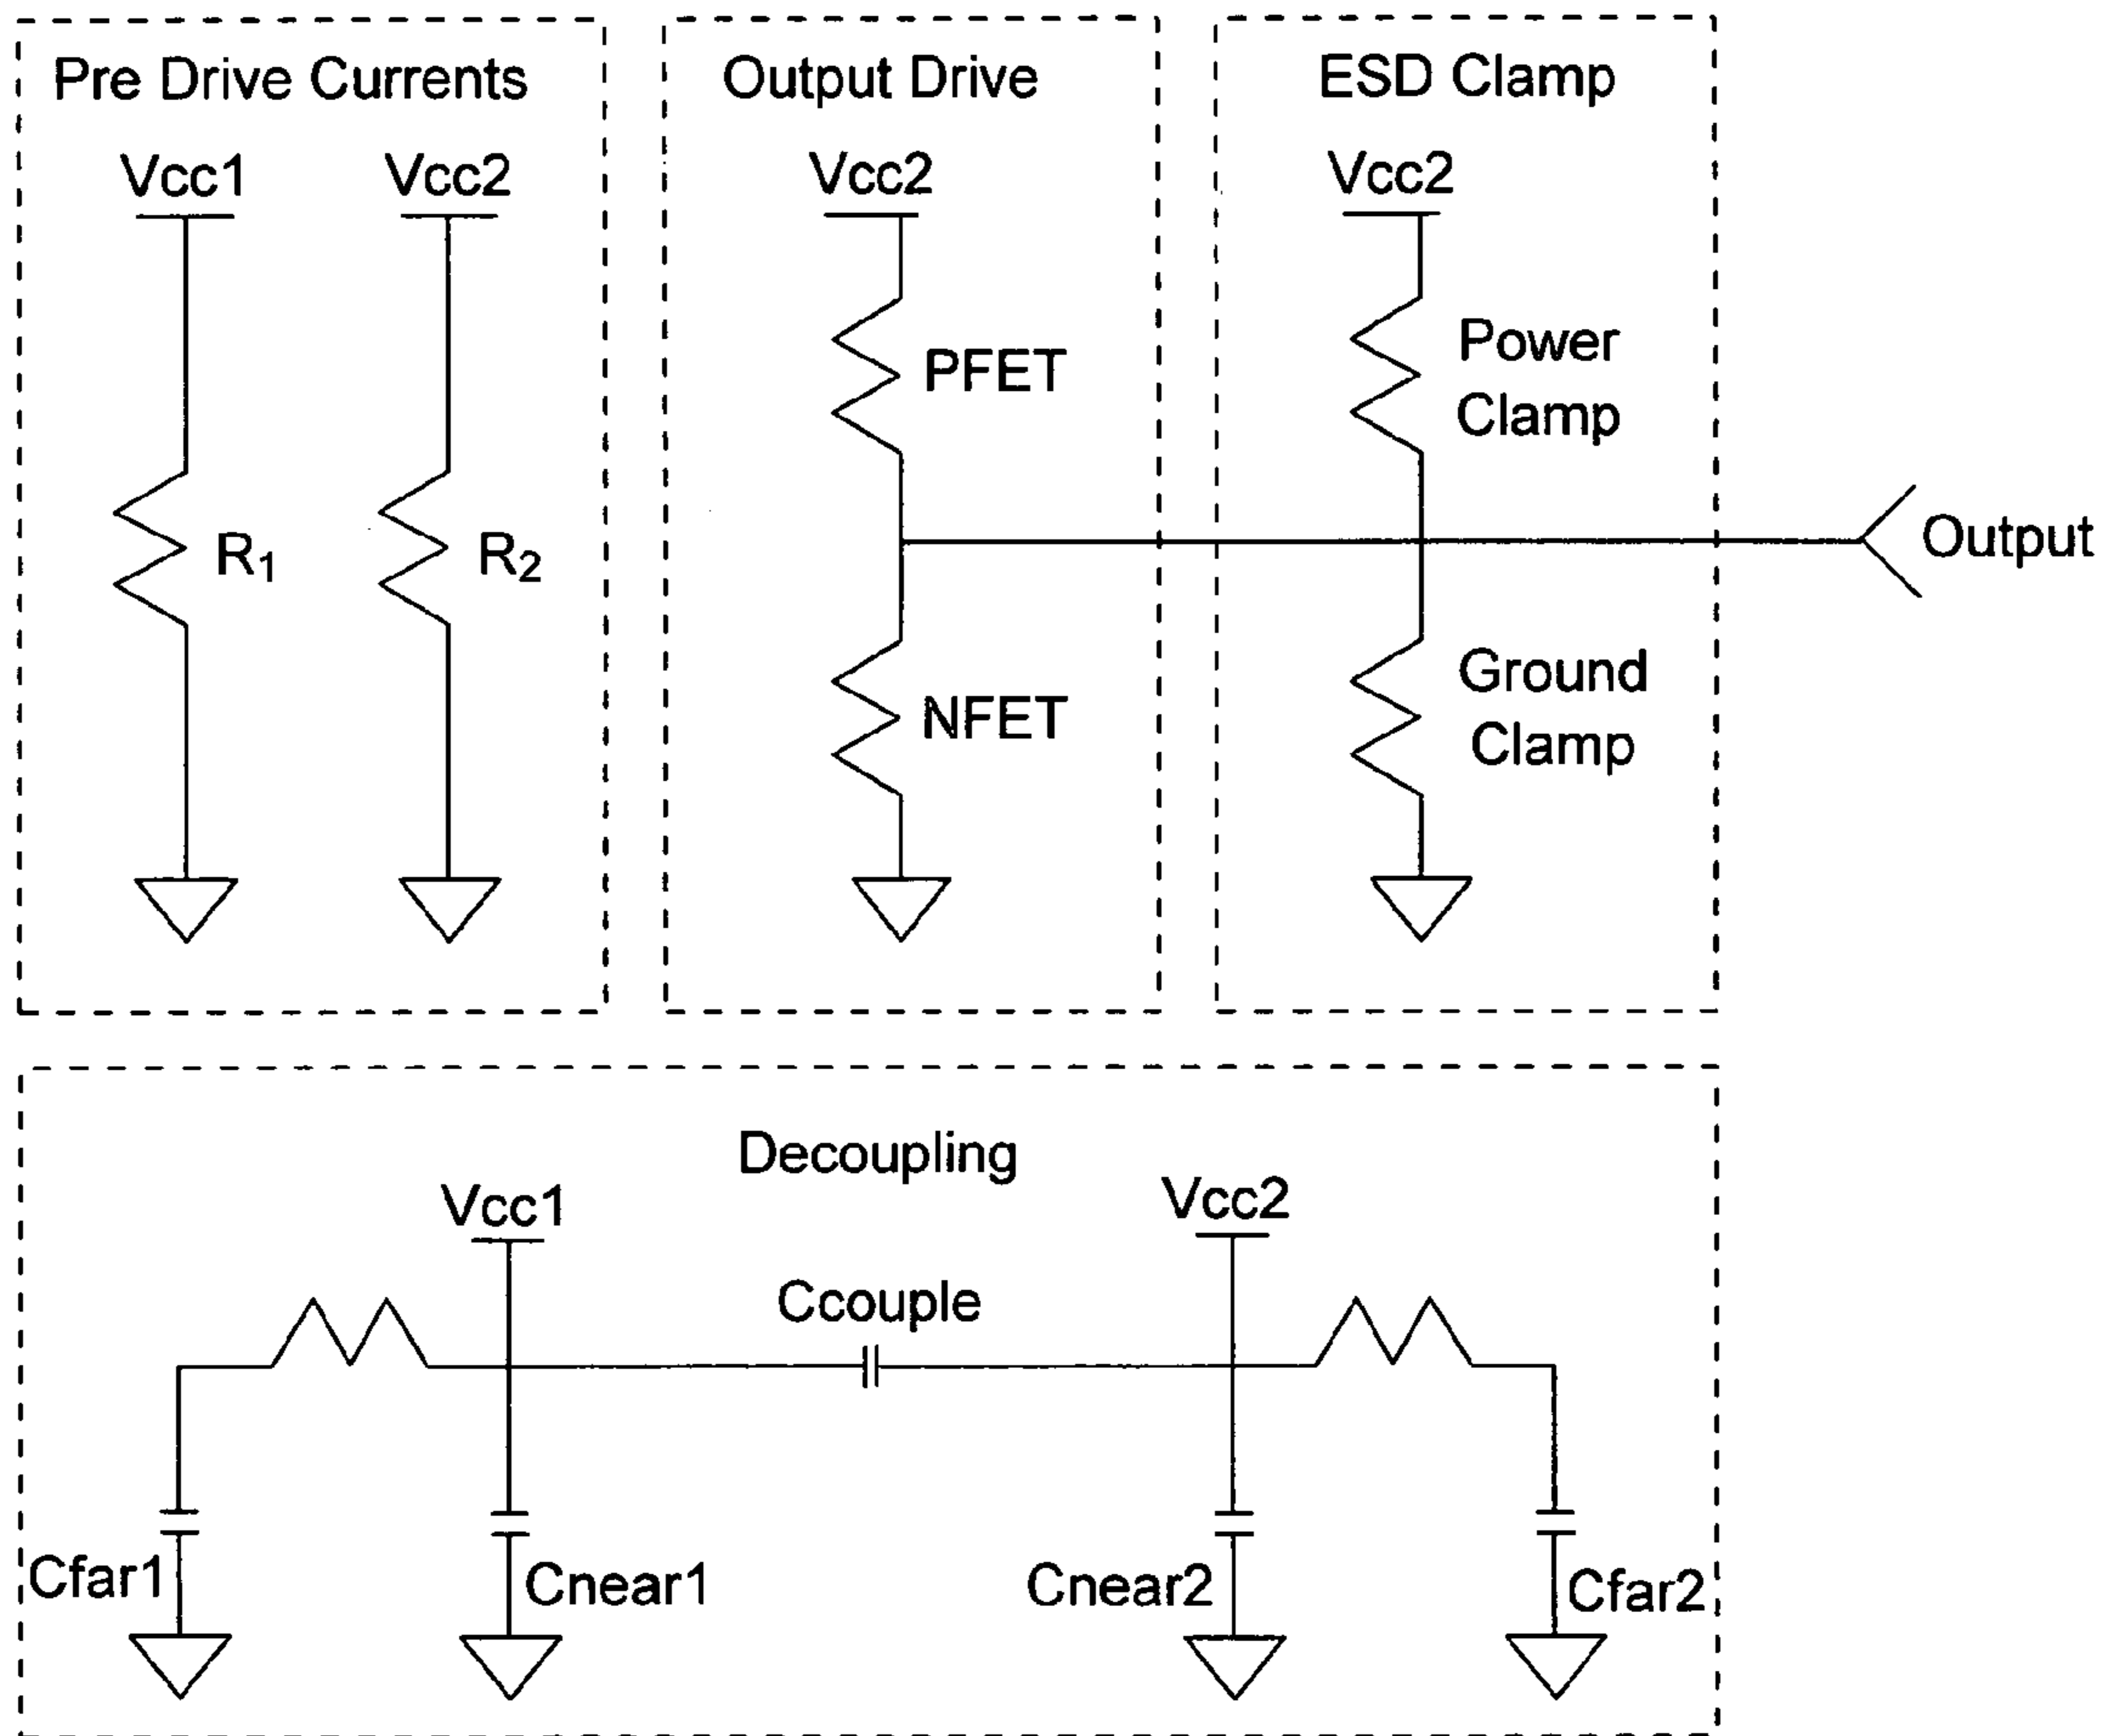 Pre Drive Currents
Output Drive
ESD Clamp
Vcc1
Vcc2
Vcc2
Vcc2
R1
R2
PFET
NFET
Power
Clamp
Ground
Clamp
Output
Decoupling
Vcc1
Vcc2
Ccouple
Cfar1
Cnear1
Cnear2
Cfar2